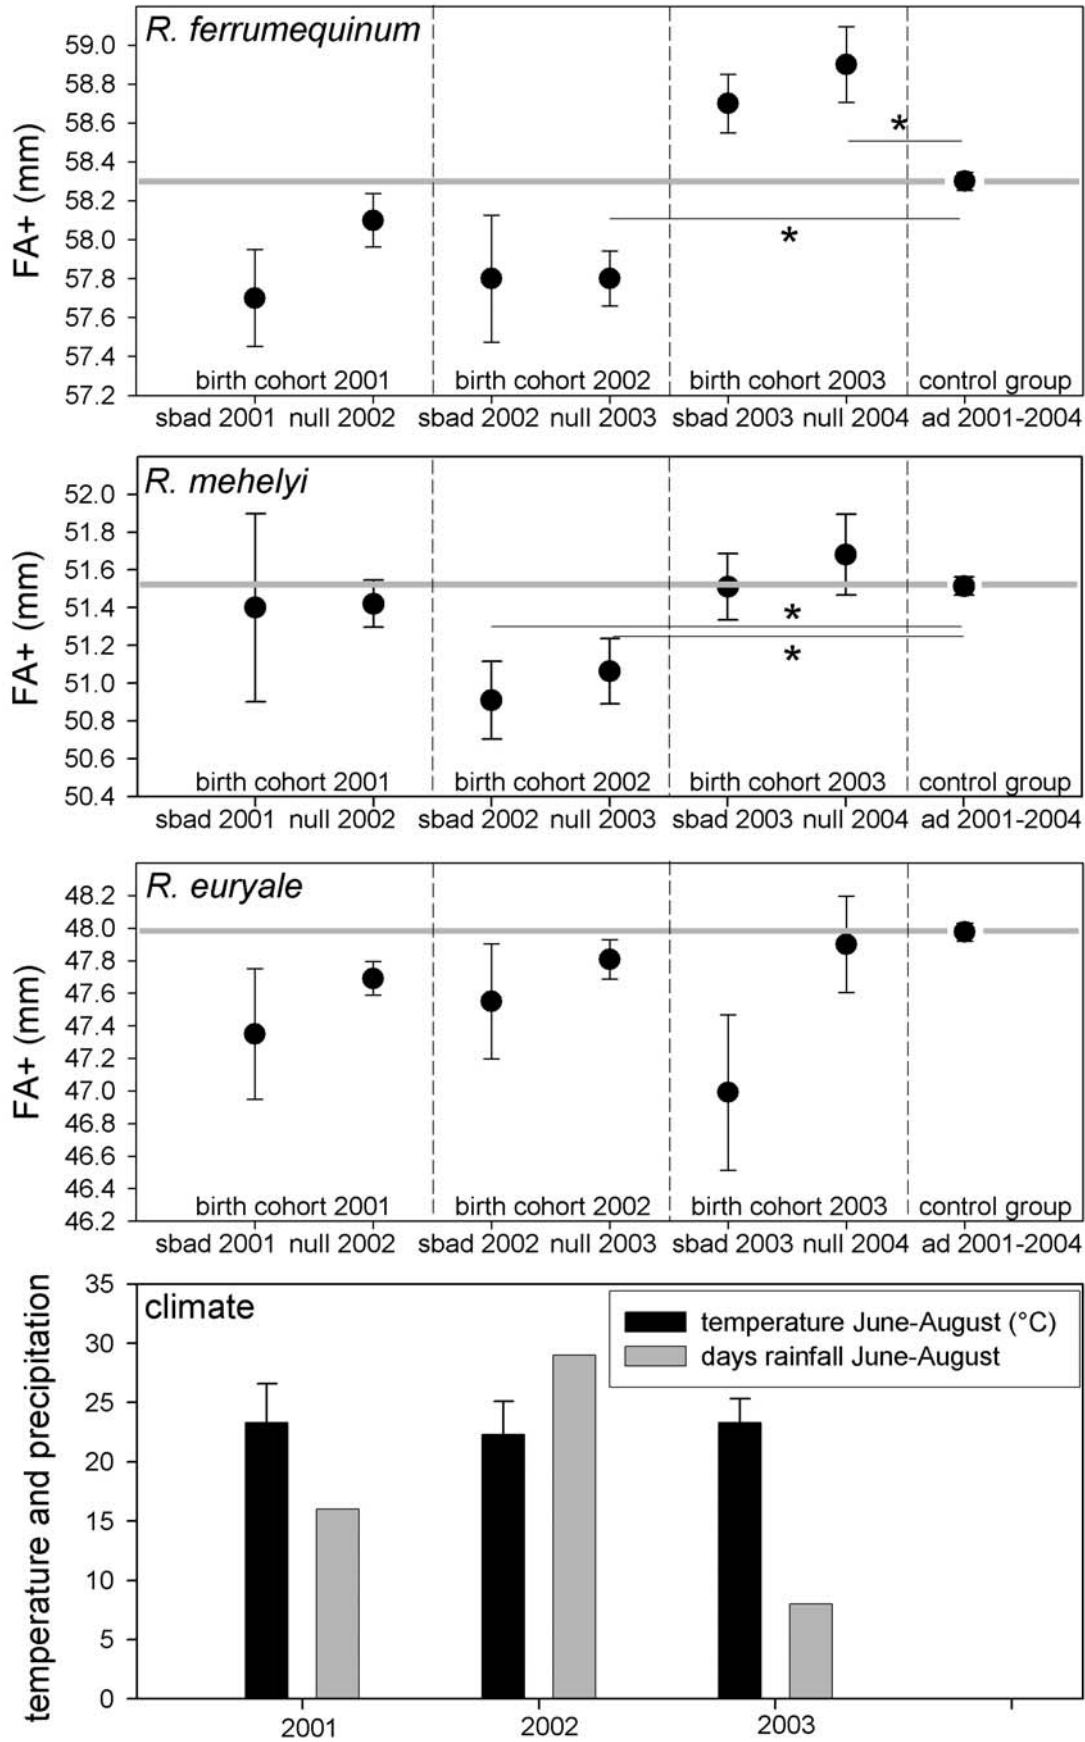 R. ferrumequinum
FA+ (mm)
59.0
58.8
58.6
58.4
58.2
58.0
57.8
57.6
57.4
57.2
*
*
birth cohort 2001 birth cohort 2002 birth cohort 2003 control group
sbad 2001 null 2002 sbad 2002 null 2003 sbad 2003 null 2004 ad 2001-2004
R. mehelyi
FA+ (mm)
52.0
51.8
51.6
51.4
51.2
51.0
50.8
50.6
50.4
*
*
birth cohort 2001 birth cohort 2002 birth cohort 2003 control group
sbad 2001 null 2002 sbad 2002 null 2003 sbad 2003 null 2004 ad 2001-2004
R. euryale
FA+ (mm)
48.2
48.0
47.8
47.6
47.4
47.2
47.0
46.8
46.6
46.4
46.2
birth cohort 2001 birth cohort 2002 birth cohort 2003 control group
sbad 2001 null 2002 sbad 2002 null 2003 sbad 2003 null 2004 ad 2001-2004
climate
temperature and precipitation
35
30
25
20
15
10
5
0
temperature June-August (°C)
days rainfall June-August
2001 2002 2003